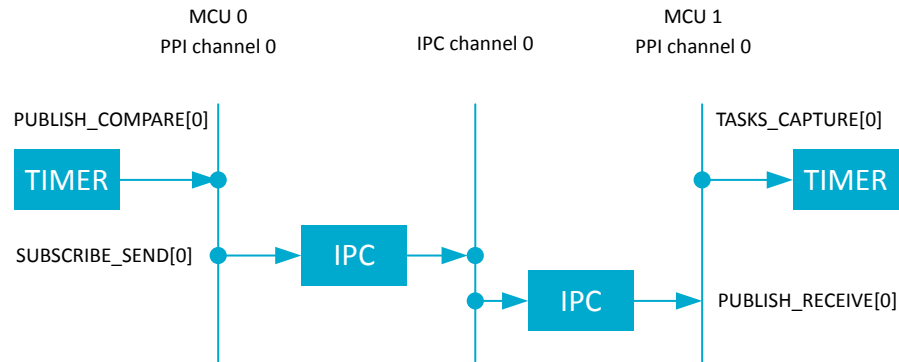 MCU 0
PPI channel 0
IPC channel 0
MCU 1
PPI channel 0
PUBLISH_COMPARE[0]
TASKS_CAPTURE[0]
TIMER
TIMER
SUBSCRIBE_SEND[0]
IPC
IPC
PUBLISH_RECEIVE[0]